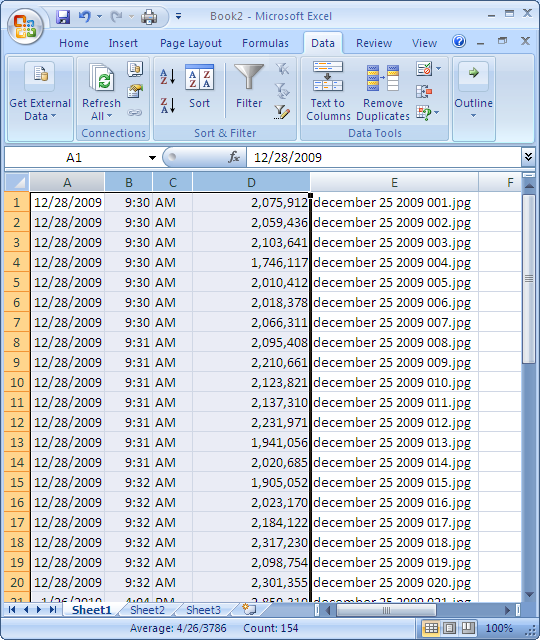 Book2 - Microsoft Excel
Home Insert Page Layout Formulas Data Review View
Get External Data
Refresh All
Sort
Filter
Text to Columns
Remove Duplicates
Outline
Connections Sort & Filter Data Tools
A1 fx 12/28/2009
A B C D E F
1 12/28/2009 9:30 AM 2,075,912 december 25 2009 001.jpg
2 12/28/2009 9:30 AM 2,059,436 december 25 2009 002.jpg
3 12/28/2009 9:30 AM 2,103,641 december 25 2009 003.jpg
4 12/28/2009 9:30 AM 1,746,117 december 25 2009 004.jpg
5 12/28/2009 9:30 AM 2,010,412 december 25 2009 005.jpg
6 12/28/2009 9:30 AM 2,018,378 december 25 2009 006.jpg
7 12/28/2009 9:30 AM 2,066,311 december 25 2009 007.jpg
8 12/28/2009 9:31 AM 2,095,408 december 25 2009 008.jpg
9 12/28/2009 9:31 AM 2,210,661 december 25 2009 009.jpg
10 12/28/2009 9:31 AM 2,123,821 december 25 2009 010.jpg
11 12/28/2009 9:31 AM 2,137,310 december 25 2009 011.jpg
12 12/28/2009 9:31 AM 2,231,971 december 25 2009 012.jpg
13 12/28/2009 9:31 AM 1,941,056 december 25 2009 013.jpg
14 12/28/2009 9:31 AM 2,020,685 december 25 2009 014.jpg
15 12/28/2009 9:32 AM 1,905,052 december 25 2009 015.jpg
16 12/28/2009 9:32 AM 2,023,170 december 25 2009 016.jpg
17 12/28/2009 9:32 AM 2,184,122 december 25 2009 017.jpg
18 12/28/2009 9:32 AM 2,317,230 december 25 2009 018.jpg
19 12/28/2009 9:32 AM 2,098,754 december 25 2009 019.jpg
20 12/28/2009 9:32 AM 2,301,355 december 25 2009 020.jpg
Sheet1 Sheet2 Sheet3
Average: 4/26/3786 Count: 154 100%